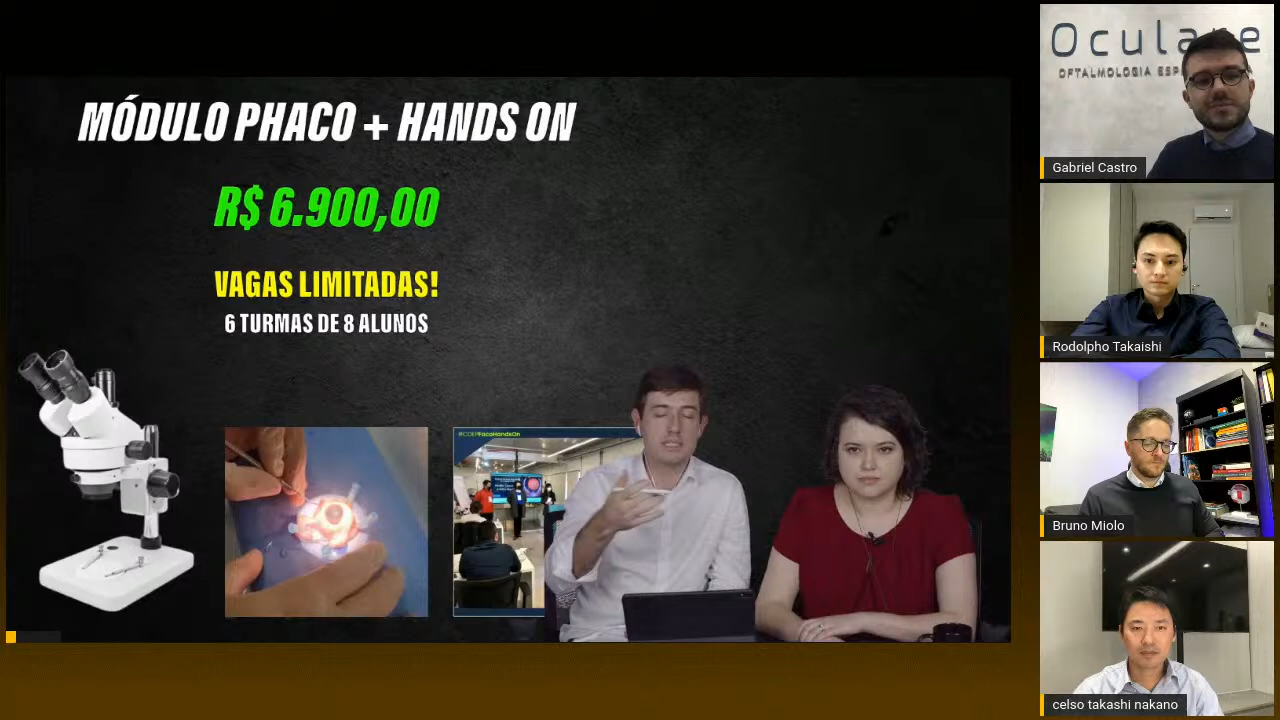 MÓDULO PHACO + HANDS ON
R$ 6.900,00
VAGAS LIMITADAS!
6 TURMAS DE 8 ALUNOS
#CDEPFacoHandsOn
Oculare
OFTALMOLOGIA
Gabriel Castro
Rodolpho Takaishi
Bruno Miolo
celso takashi nakano